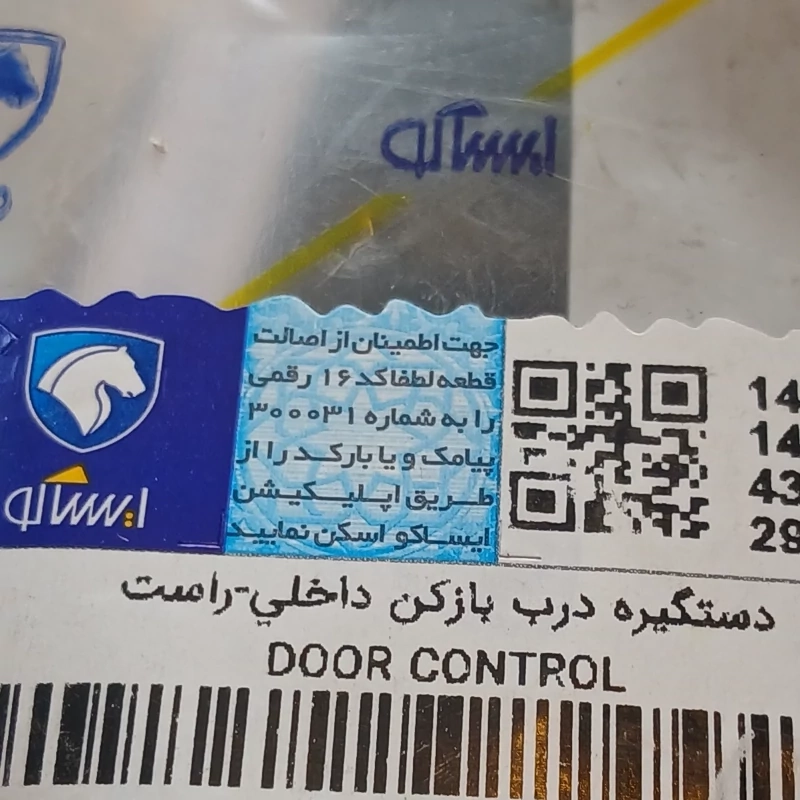 ایساکو
جهت اطمینان از اصالت
قطعه لطفا کد ۱۶ رقمی
را به شماره ۳۰۰۰۳۱
پیامک و یا بارکد را از
طریق اپلیکیشن
ایساکو اسکن نمایید
ایساکو
14
14
43
29
دستگیره درب بازکن داخلي-راست
DOOR CONTROL